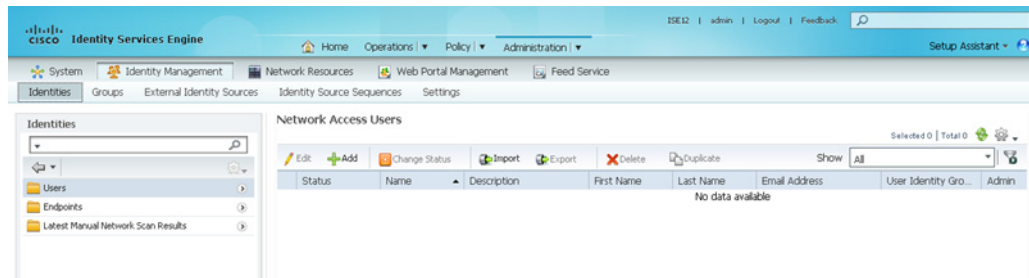 ISE12 | admin | Logout | Feedback
CISCO Identity Services Engine
Home Operations | Policy | Administration |
Setup Assistant
System Identity Management Network Resources Web Portal Management Feed Service
Identities Groups External Identity Sources Identity Source Sequences Settings
Identities
Users
Endpoints
Latest Manual Network Scan Results
Network Access Users
Selected 0 | Total 0
Edit Add Change Status Import Export Delete Duplicate Show All
Status Name Description First Name Last Name Email Address User Identity Gro... Admin
No data available